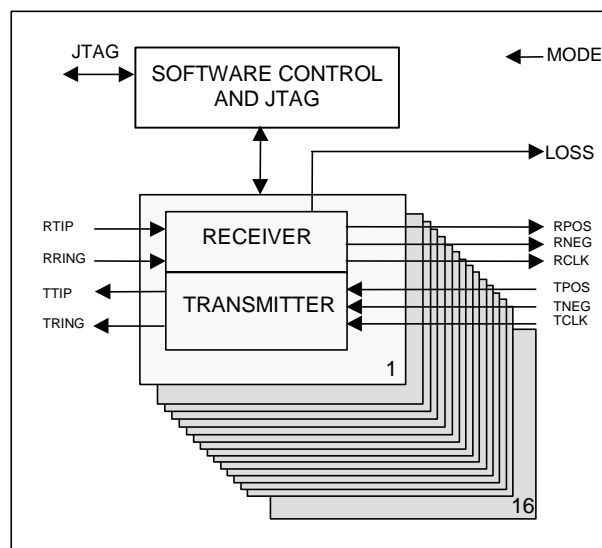 JTAG
SOFTWARE CONTROL
AND JTAG
MODE
LOSS
RTIP
RRING
TTIP
TRING
RECEIVER
TRANSMITTER
RPOS
RNEG
RCLK
TPOS
TNEG
TCLK
1
16